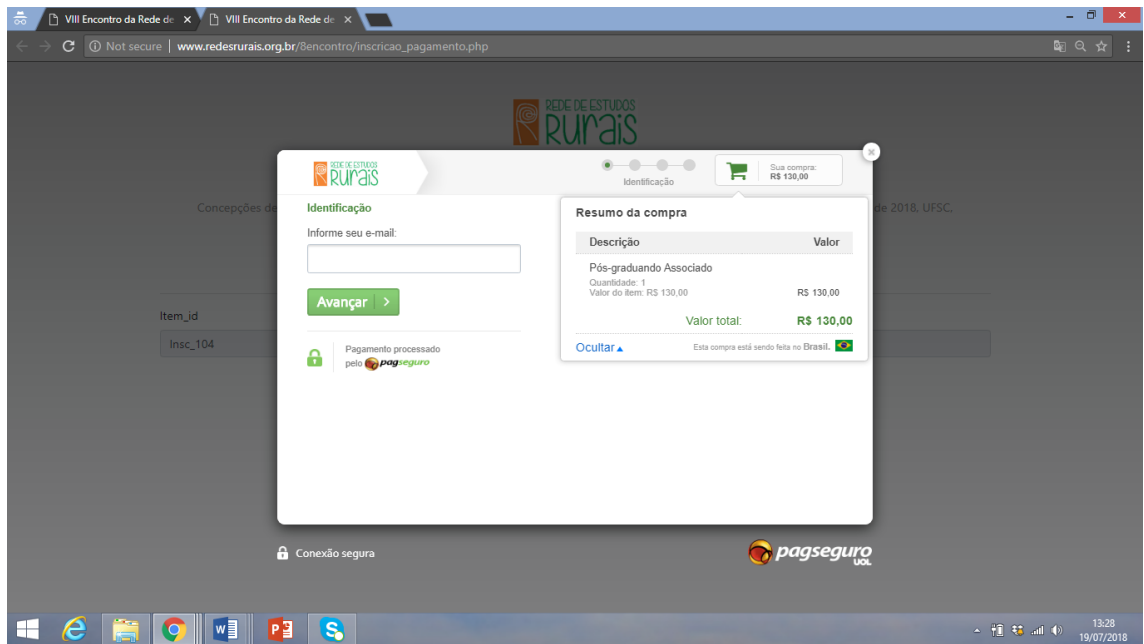 VIII Encontro da Rede de
VIII Encontro da Rede de
Not secure | www.redesrurais.org.br/8encontro/inscricao_pagamento.php
REDE DE ESTUDOS
RURAIS
REDE DE ESTUDOS
RURAIS
Identificação
Sua compra:
R$ 130,00
Concepções de
de 2018, UFSC,
Identificação
Informe seu e-mail:
Avançar
Pagamento processado
pelo pagseguro
Resumo da compra
Descrição Valor
Pós-graduando Associado
Quantidade: 1
Valor do item: R$ 130,00 R$ 130,00
Valor total: R$ 130,00
Ocultar Esta compra está sendo feita no Brasil.
Item_id
Insc_104
Conexão segura
pagseguro
UOL
13:28
19/07/2018